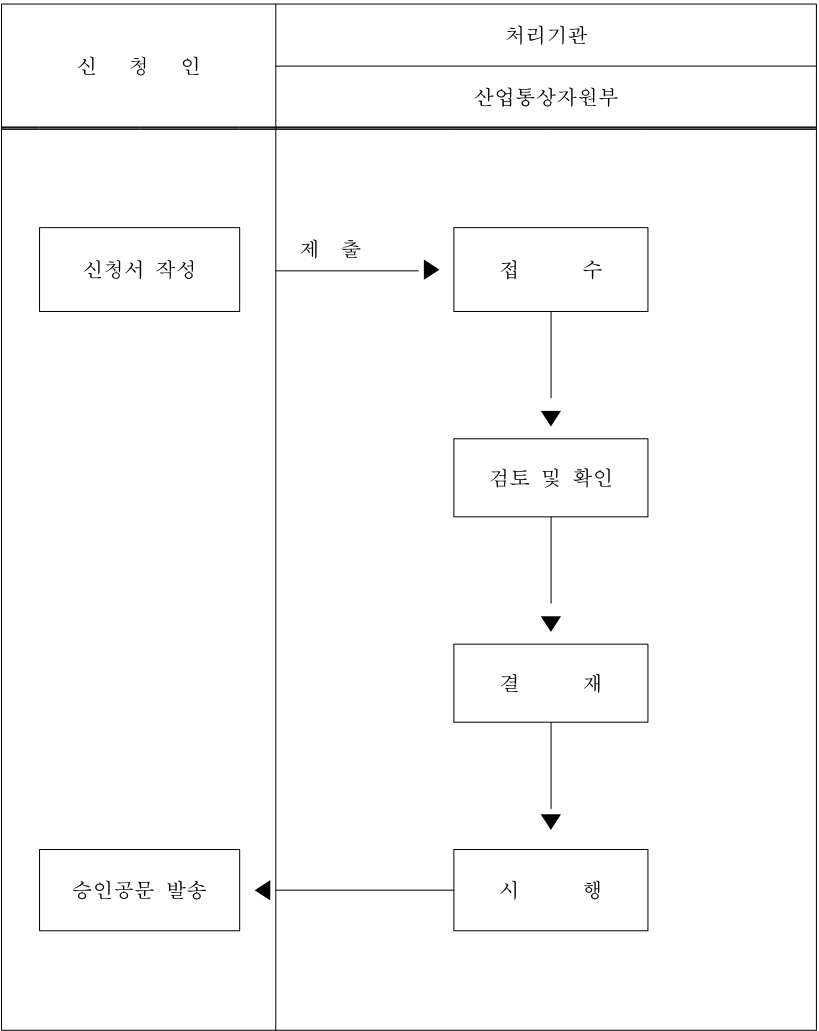 신 청 인
처리기관
산업통상자원부
신청서 작성
제 출
접 수
검토 및 확인
결 재
승인공문 발송
시 행